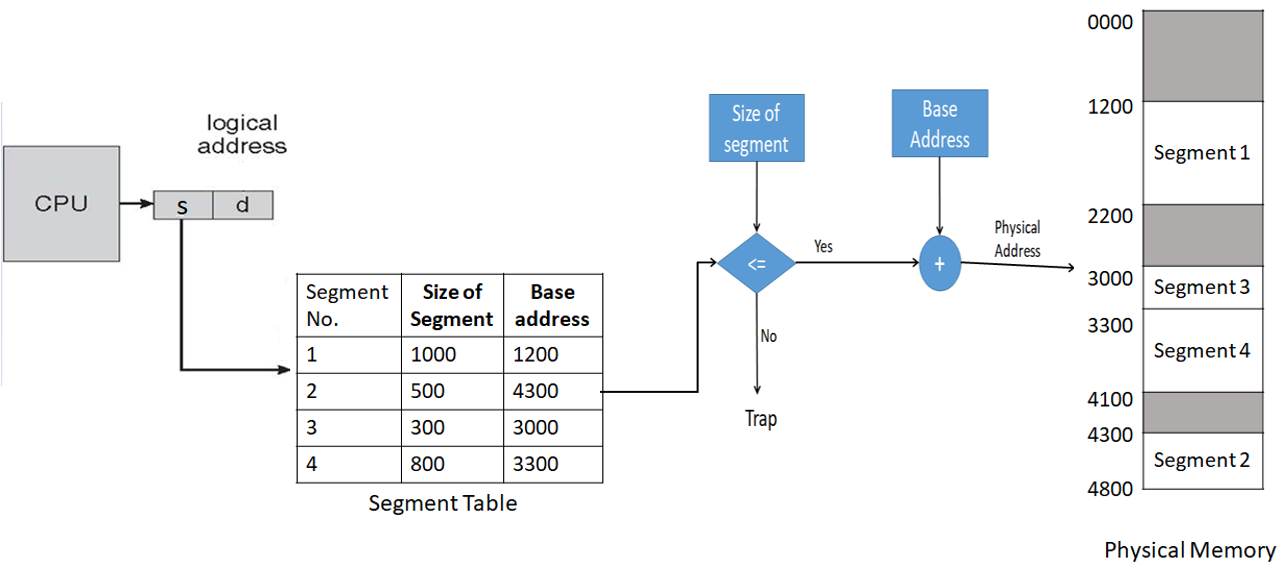 logical
address
CPU
s d
Segment No. Size of Segment Base address
1 1000 1200
2 500 4300
3 300 3000
4 800 3300
Segment Table
Size of
segment
<=
Yes
No
Trap
Base
Address
+
Physical
Address
0000
1200
Segment 1
2200
3000
Segment 3
3300
Segment 4
4100
4300
Segment 2
4800
Physical Memory